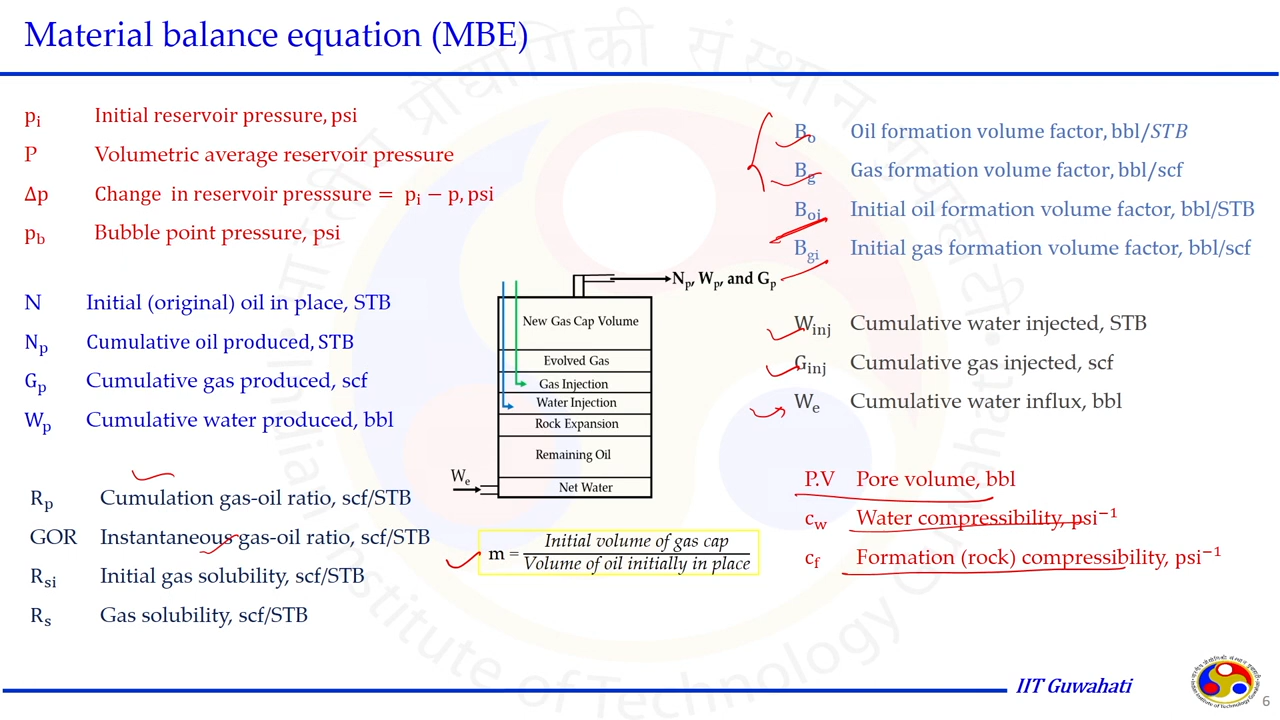 Material balance equation (MBE)
pi Initial reservoir pressure, psi
P Volumetric average reservoir pressure
Δp Change in reservoir presssure = pi − p, psi
pb Bubble point pressure, psi
N Initial (original) oil in place, STB
Np Cumulative oil produced, STB
Gp Cumulative gas produced, scf
Wp Cumulative water produced, bbl
Rp Cumulation gas-oil ratio, scf/STB
GOR Instantaneous gas-oil ratio, scf/STB
Rsi Initial gas solubility, scf/STB
Rs Gas solubility, scf/STB
Np, Wp, and Gp
New Gas Cap Volume
Evolved Gas
Gas Injection
Water Injection
Rock Expansion
Remaining Oil
Net Water
We
m = Initial volume of gas cap / Volume of oil initially in place
Bo Oil formation volume factor, bbl/STB
Bg Gas formation volume factor, bbl/scf
Boi Initial oil formation volume factor, bbl/STB
Bgi Initial gas formation volume factor, bbl/scf
Winj Cumulative water injected, STB
Ginj Cumulative gas injected, scf
We Cumulative water influx, bbl
P.V Pore volume, bbl
cw Water compressibility, psi−1
cf Formation (rock) compressibility, psi−1
IIT Guwahati
6
Indian Institute of Technology